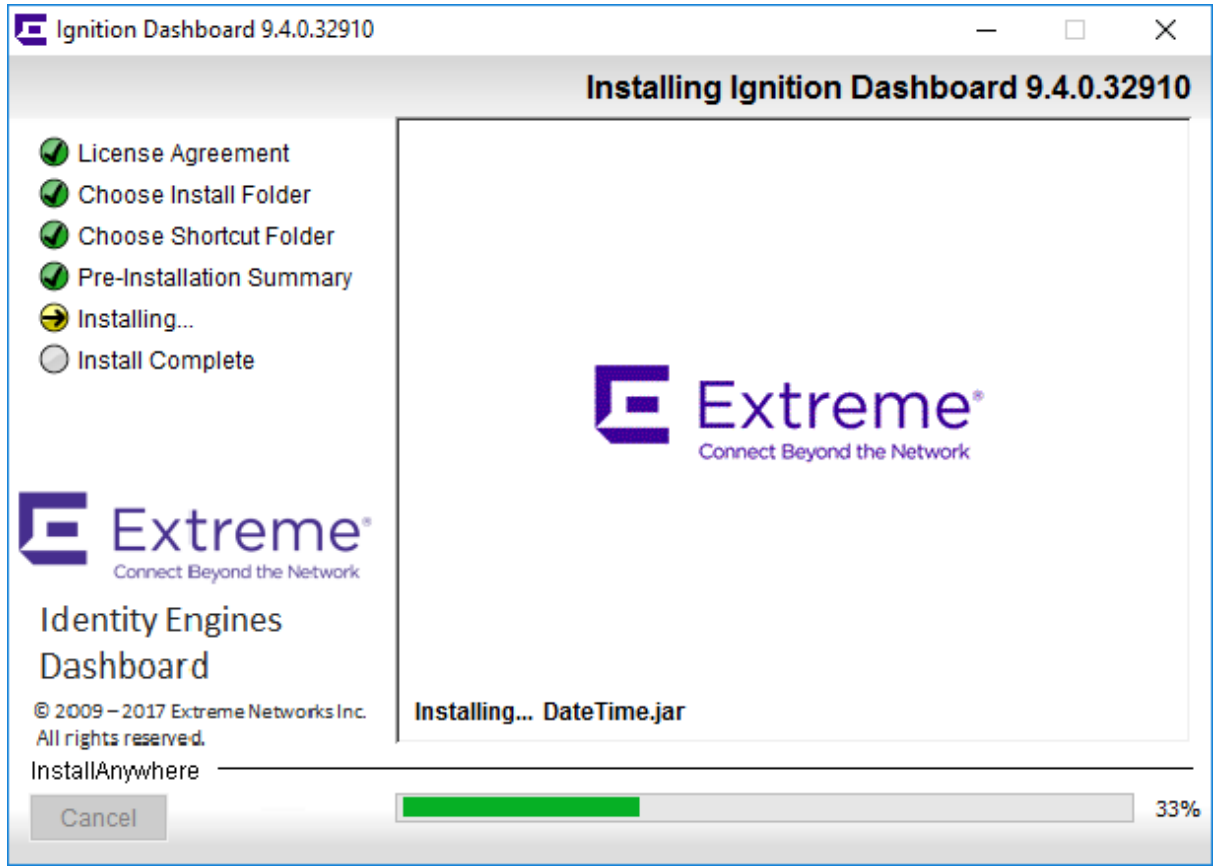 Ignition Dashboard 9.4.0.32910
Installing Ignition Dashboard 9.4.0.32910
License Agreement
Choose Install Folder
Choose Shortcut Folder
Pre-Installation Summary
Installing...
Install Complete
Extreme®
Connect Beyond the Network
Identity Engines
Dashboard
© 2009 – 2017 Extreme Networks Inc.
All rights reserved.
Extreme®
Connect Beyond the Network
Installing... DateTime.jar
InstallAnywhere
Cancel
33%